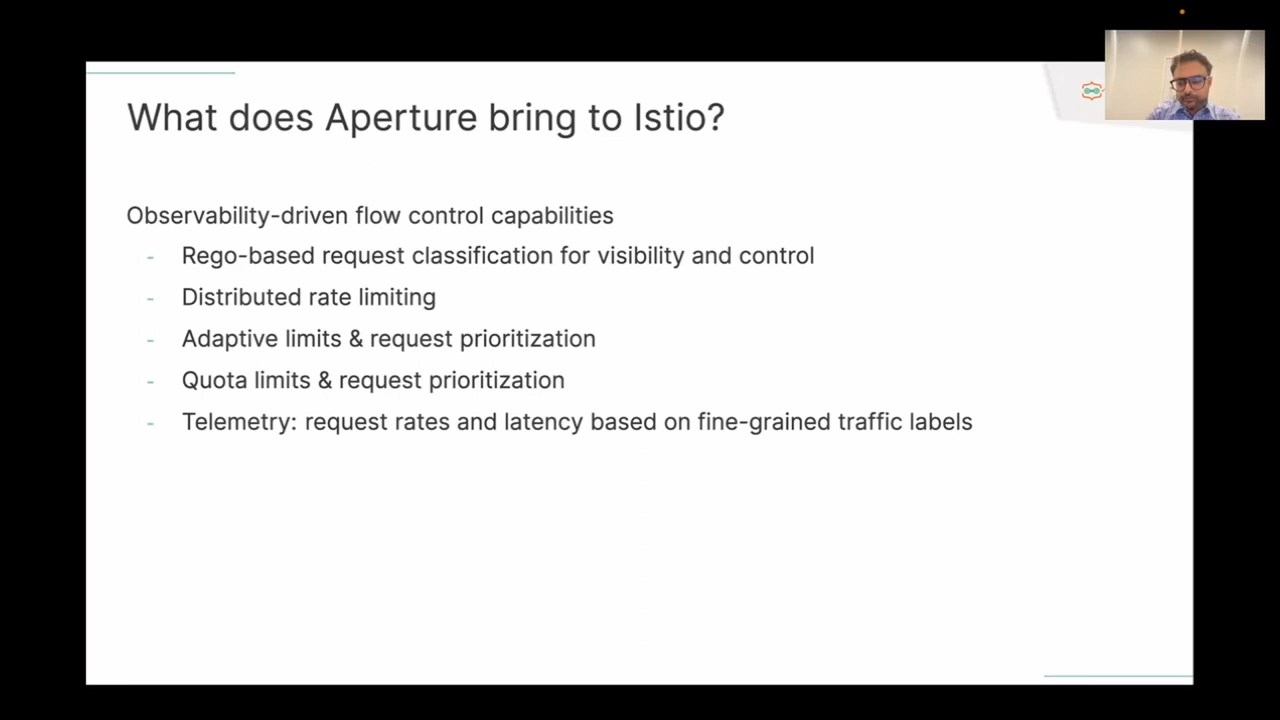 What does Aperture bring to Istio?
Observability-driven flow control capabilities
- Rego-based request classification for visibility and control
- Distributed rate limiting
- Adaptive limits & request prioritization
- Quota limits & request prioritization
- Telemetry: request rates and latency based on fine-grained traffic labels